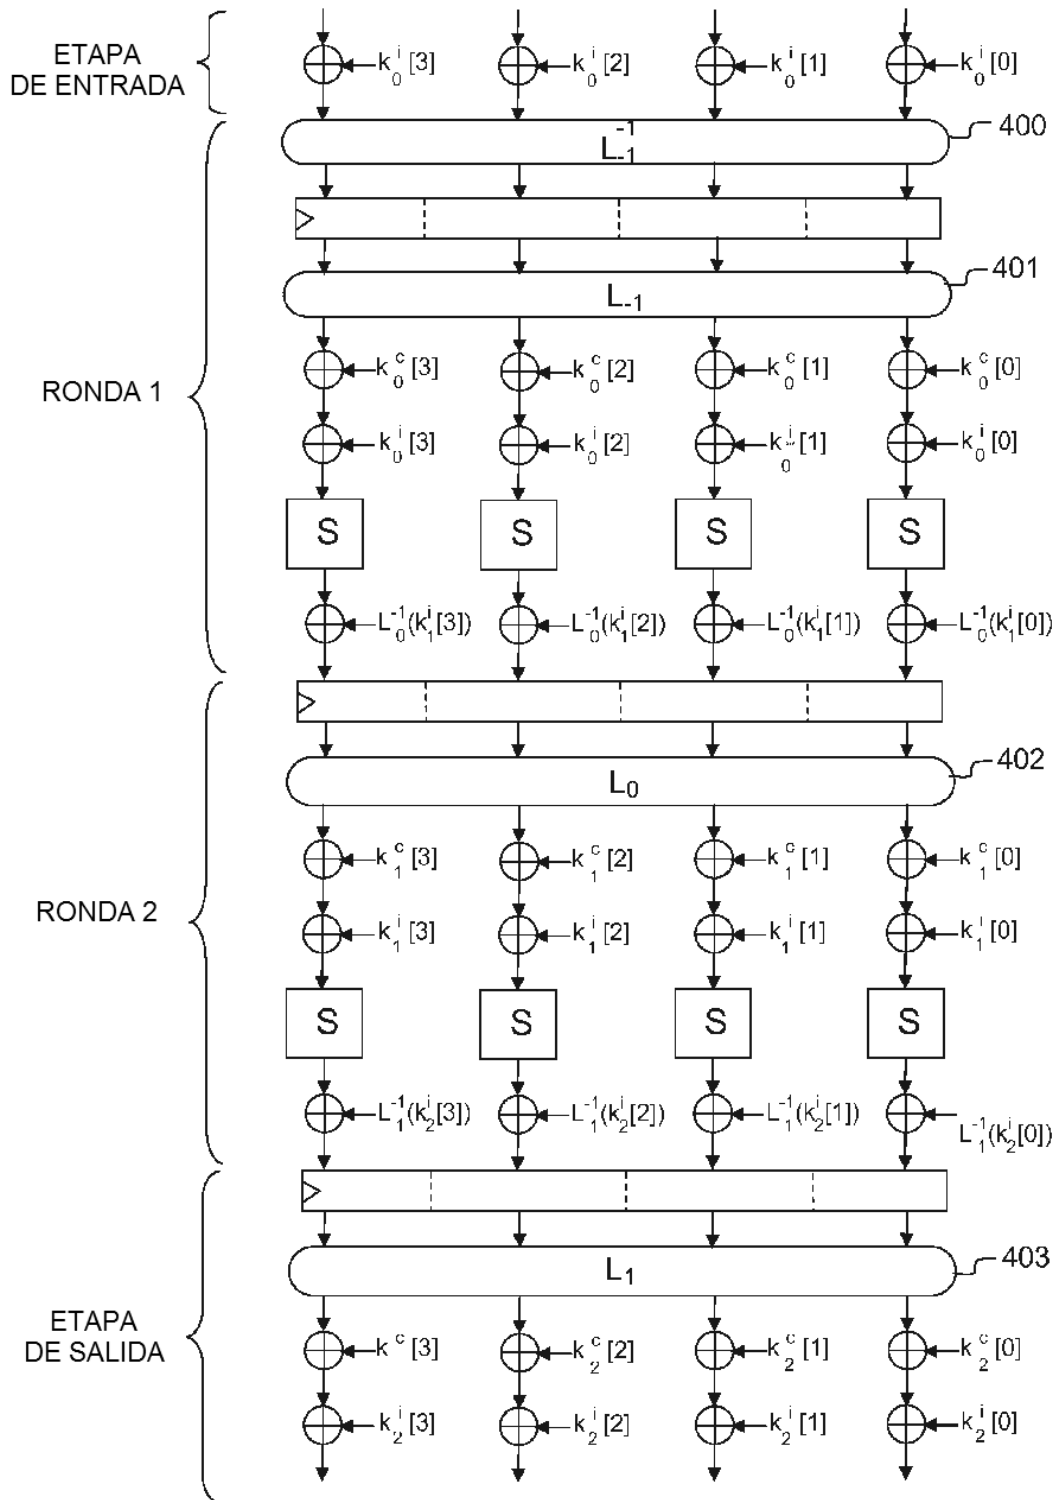 ETAPA
DE ENTRADA
k₀ⁱ[3] k₀ⁱ[2] k₀ⁱ[1] k₀ⁱ[0]
400
L₋₁⁻¹
401
L₋₁
RONDA 1
k₀ᶜ[3] k₀ᶜ[2] k₀ᶜ[1] k₀ᶜ[0]
k₀ⁱ[3] k₀ⁱ[2] k₀ⁱ[1] k₀ⁱ[0]
S S S S
L₀⁻¹(k₁ⁱ[3]) L₀⁻¹(k₁ⁱ[2]) L₀⁻¹(k₁ⁱ[1]) L₀⁻¹(k₁ⁱ[0])
402
L₀
RONDA 2
k₁ᶜ[3] k₁ᶜ[2] k₁ᶜ[1] k₁ᶜ[0]
k₁ⁱ[3] k₁ⁱ[2] k₁ⁱ[1] k₁ⁱ[0]
S S S S
L₁⁻¹(k₂ⁱ[3]) L₁⁻¹(k₂ⁱ[2]) L₁⁻¹(k₂ⁱ[1]) L₁⁻¹(k₂ⁱ[0])
403
L₁
ETAPA
DE SALIDA
kᶜ[3] k₂ᶜ[2] k₂ᶜ[1] k₂ᶜ[0]
k₂ⁱ[3] k₂ⁱ[2] k₂ⁱ[1] k₂ⁱ[0]